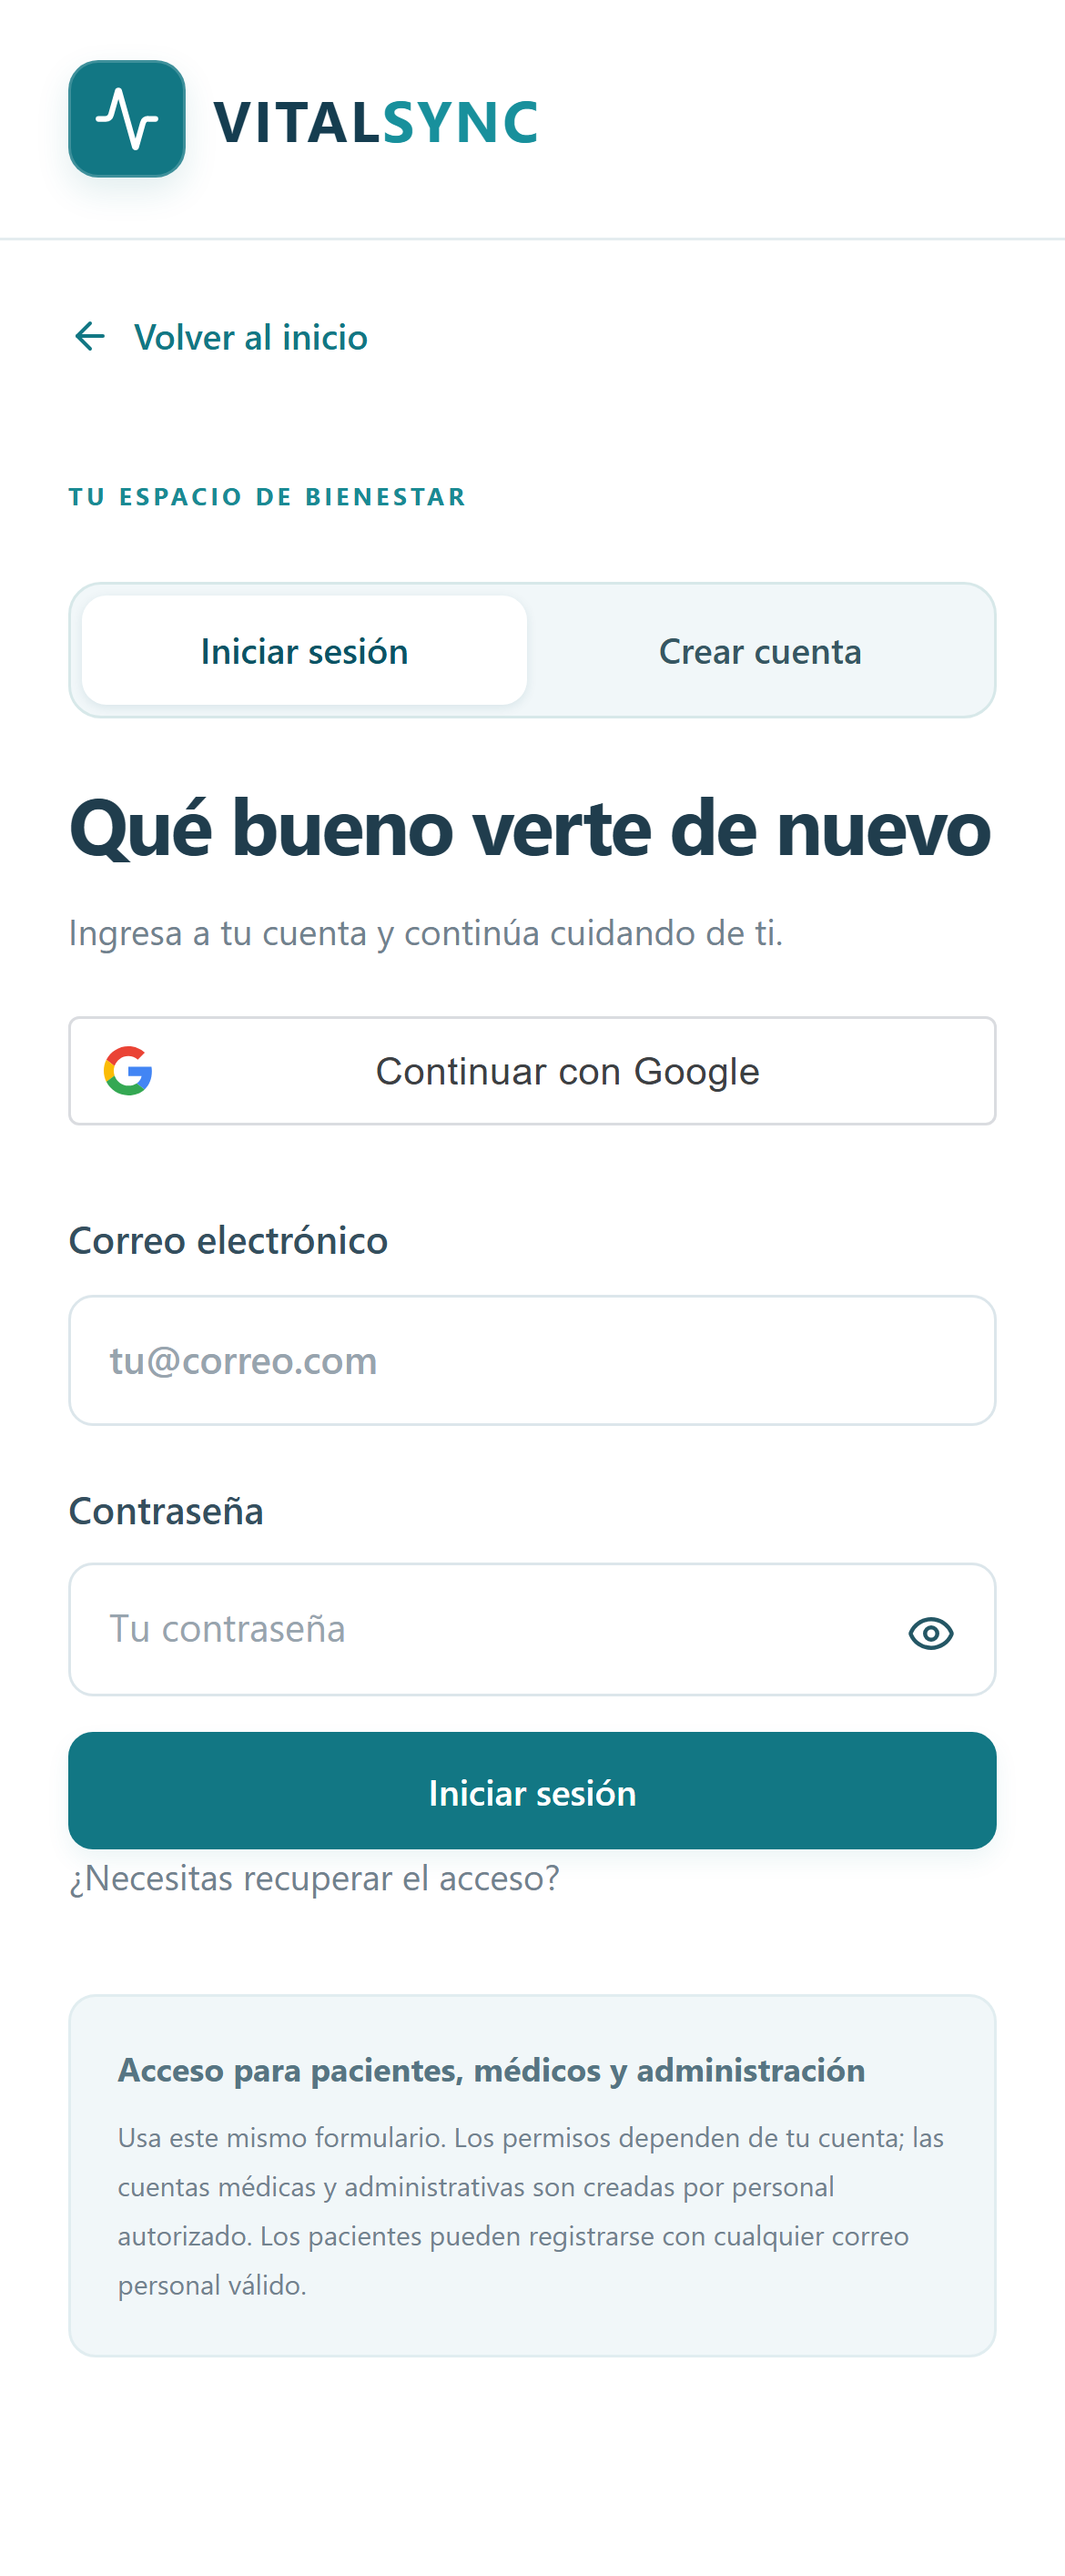 VITALSYNC
Volver al inicio
TU ESPACIO DE BIENESTAR
Iniciar sesión
Crear cuenta
Qué bueno verte de nuevo
Ingresa a tu cuenta y continúa cuidando de ti.
Continuar con Google
Correo electrónico
tu@correo.com
Contraseña
Tu contraseña
Iniciar sesión
¿Necesitas recuperar el acceso?
Acceso para pacientes, médicos y administración
Usa este mismo formulario. Los permisos dependen de tu cuenta; las
cuentas médicas y administrativas son creadas por personal
autorizado. Los pacientes pueden registrarse con cualquier correo
personal válido.